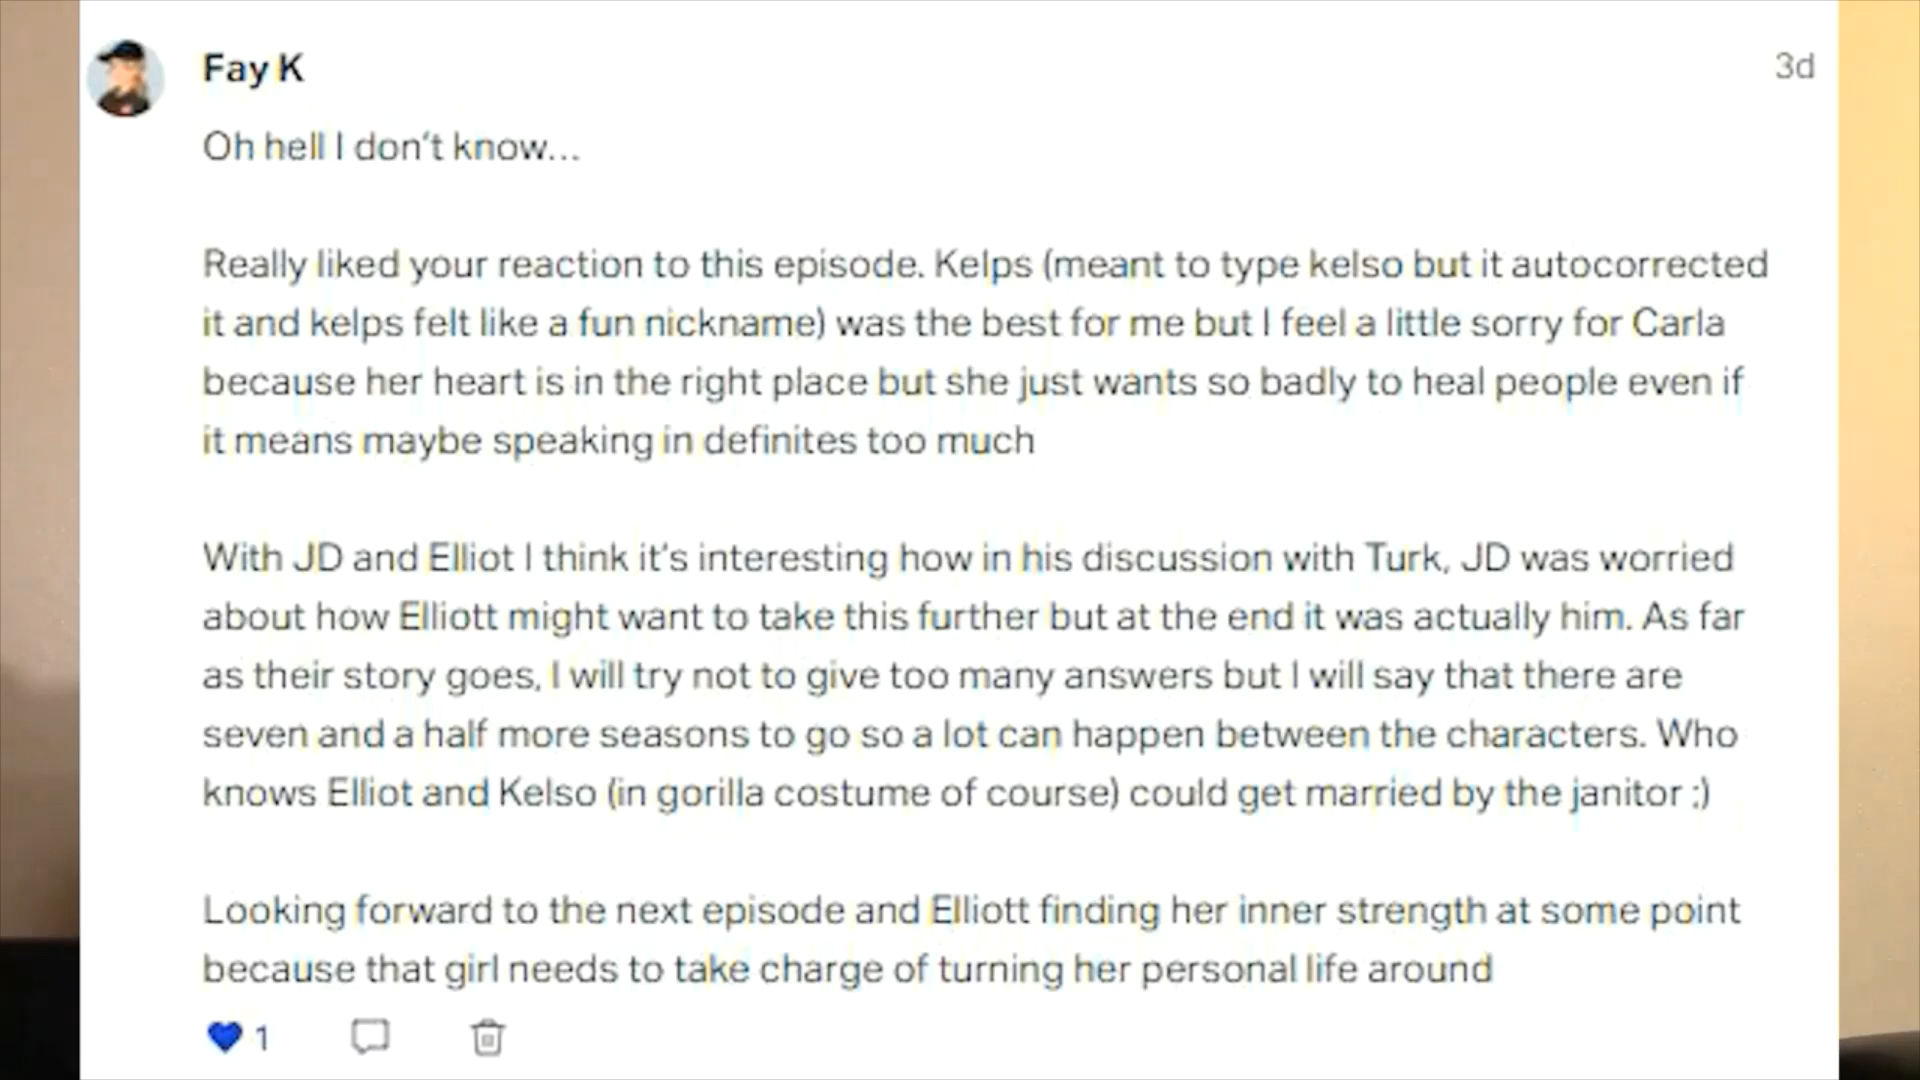 Fay K
3d
Oh hell I don't know...
Really liked your reaction to this episode. Kelps (meant to type kelso but it autocorrected
it and kelps felt like a fun nickname) was the best for me but I feel a little sorry for Carla
because her heart is in the right place but she just wants so badly to heal people even if
it means maybe speaking in definites too much
With JD and Elliot I think it's interesting how in his discussion with Turk, JD was worried
about how Elliott might want to take this further but at the end it was actually him. As far
as their story goes, I will try not to give too many answers but I will say that there are
seven and a half more seasons to go so a lot can happen between the characters. Who
knows Elliot and Kelso (in gorilla costume of course) could get married by the janitor :)
Looking forward to the next episode and Elliott finding her inner strength at some point
because that girl needs to take charge of turning her personal life around
1